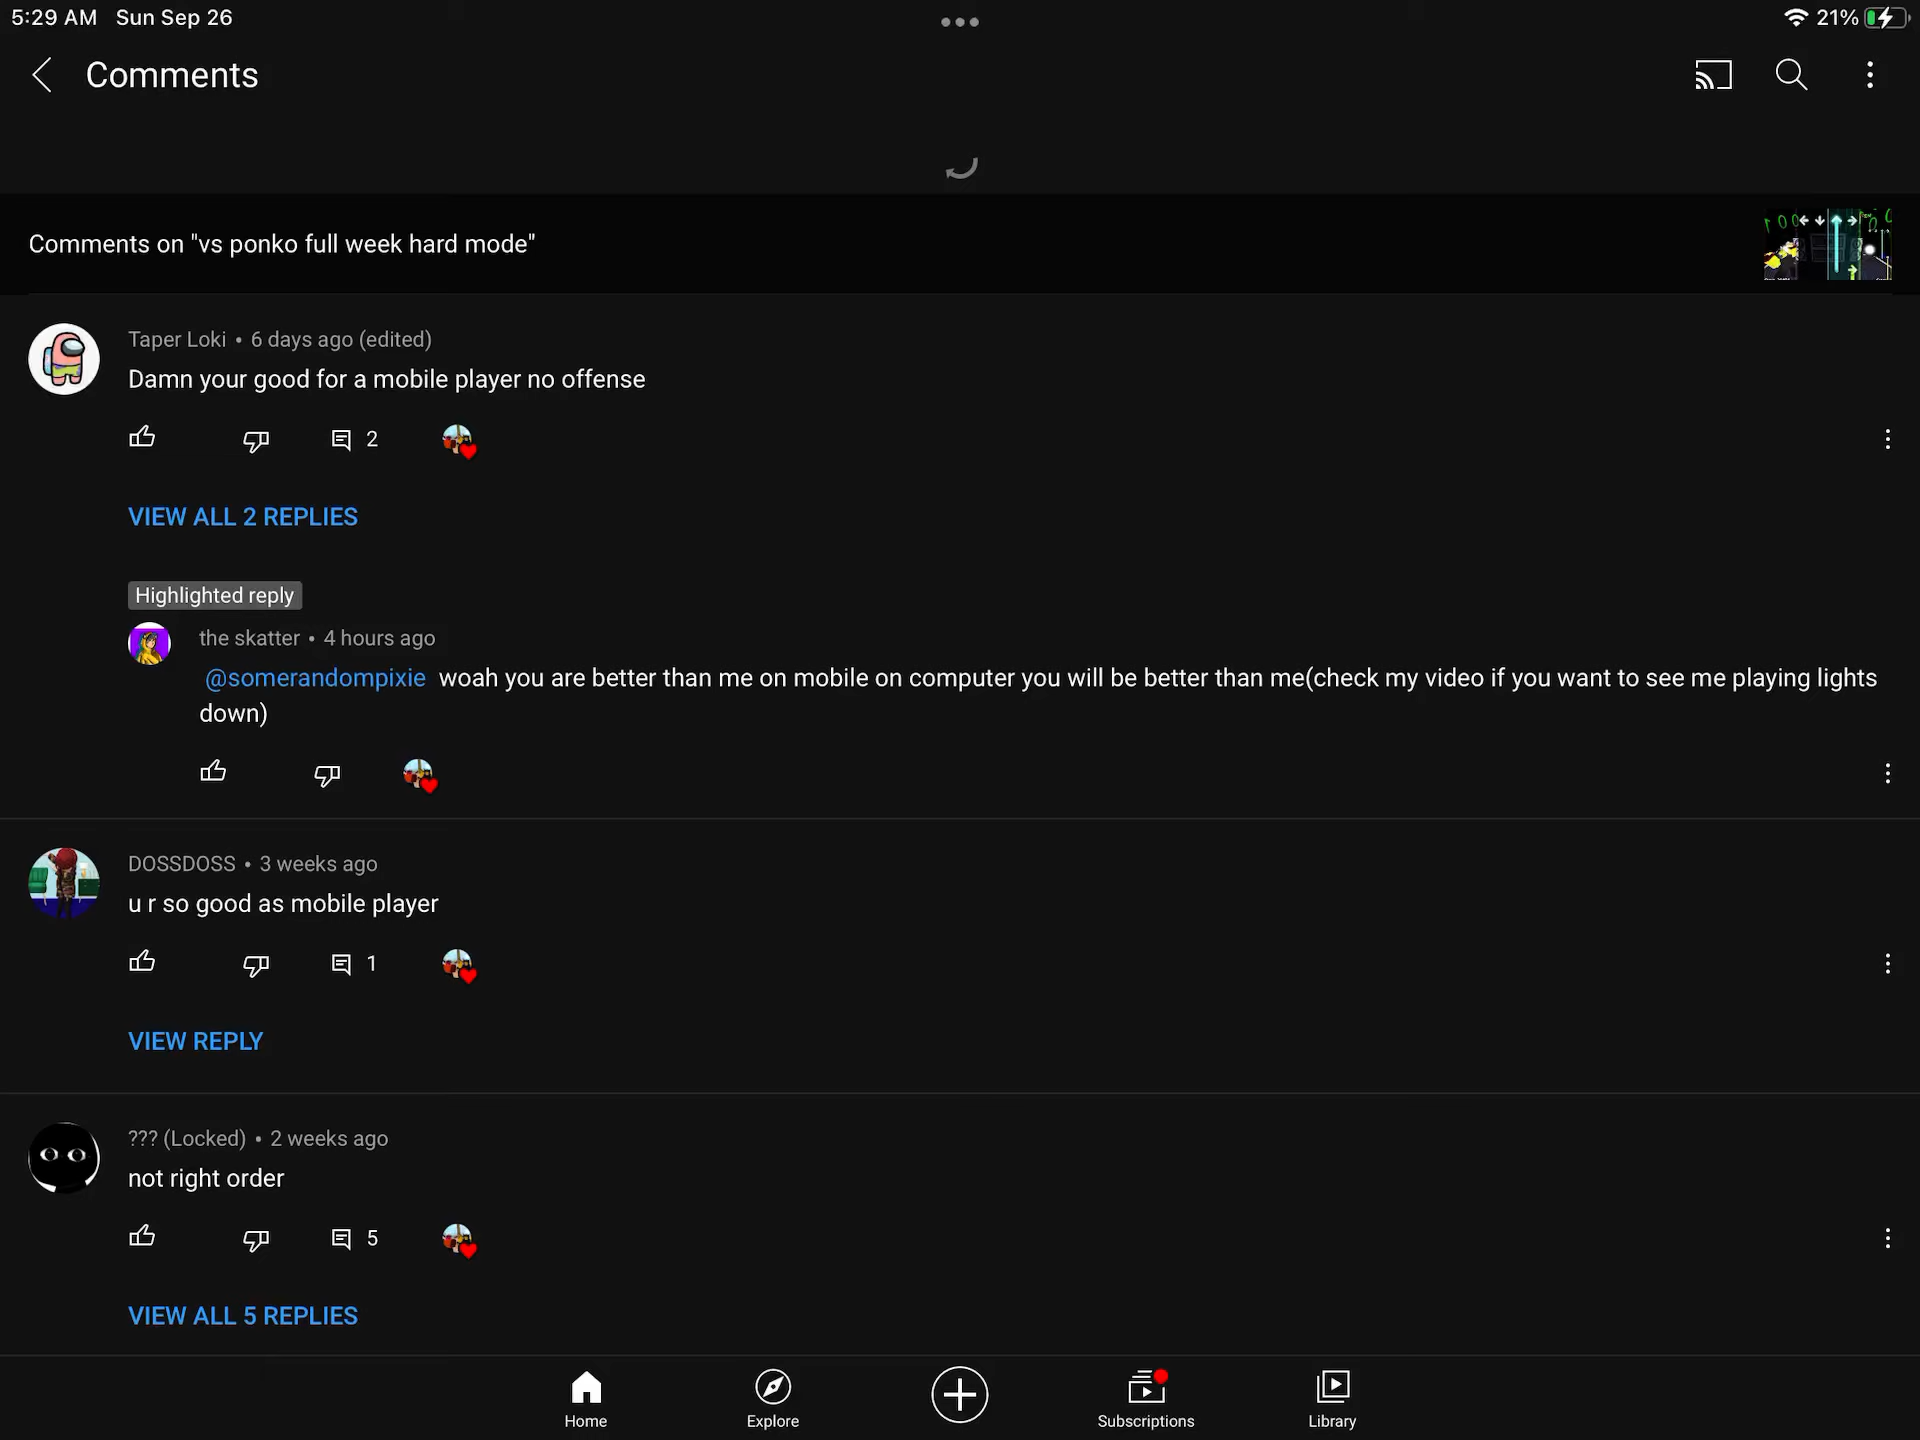 5:29 AM Sun Sep 26
21%
Comments
Comments on "vs ponko full week hard mode"
Taper Loki • 6 days ago (edited)
Damn your good for a mobile player no offense
2
VIEW ALL 2 REPLIES
Highlighted reply
the skatter • 4 hours ago
@somerandompixie woah you are better than me on mobile on computer you will be better than me(check my video if you want to see me playing lights
down)
DOSSDOSS • 3 weeks ago
u r so good as mobile player
1
VIEW REPLY
??? (Locked) • 2 weeks ago
not right order
5
VIEW ALL 5 REPLIES
Home
Explore
Subscriptions
Library